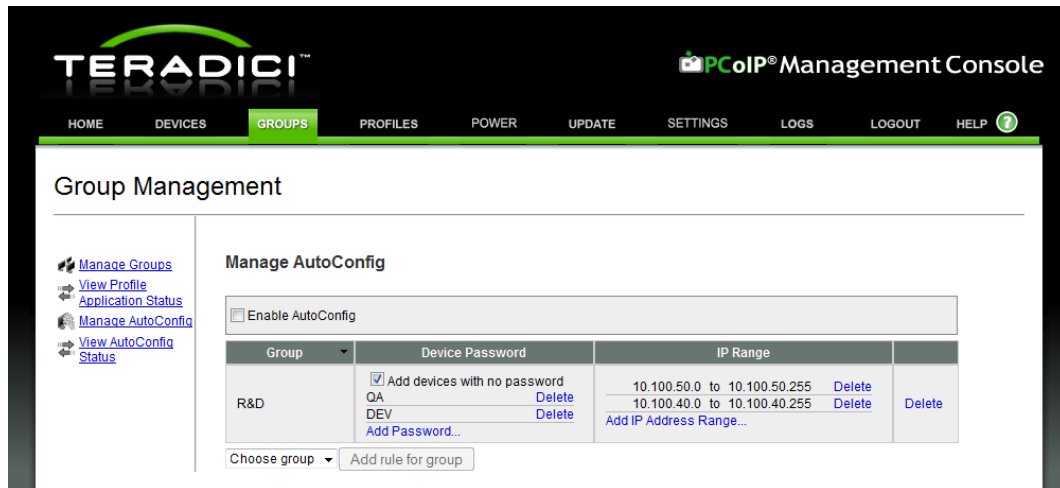 TERADICI™
PCoIP® Management Console
HOME DEVICES GROUPS PROFILES POWER UPDATE SETTINGS LOGS LOGOUT HELP ?
Group Management
Manage Groups
View Profile
Application Status
Manage AutoConfig
View AutoConfig
Status
Manage AutoConfig
Enable AutoConfig
Group Device Password IP Range
R&D
Add devices with no password
QA Delete
DEV Delete
Add Password...
10.100.50.0 to 10.100.50.255 Delete
10.100.40.0 to 10.100.40.255 Delete
Add IP Address Range...
Delete
Choose group Add rule for group